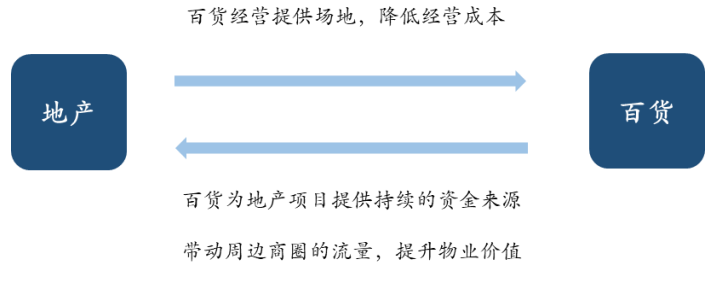 百货经营提供场地，降低经营成本
地产
百货
百货为地产项目提供持续的资金来源
带动周边商圈的流量，提升物业价值